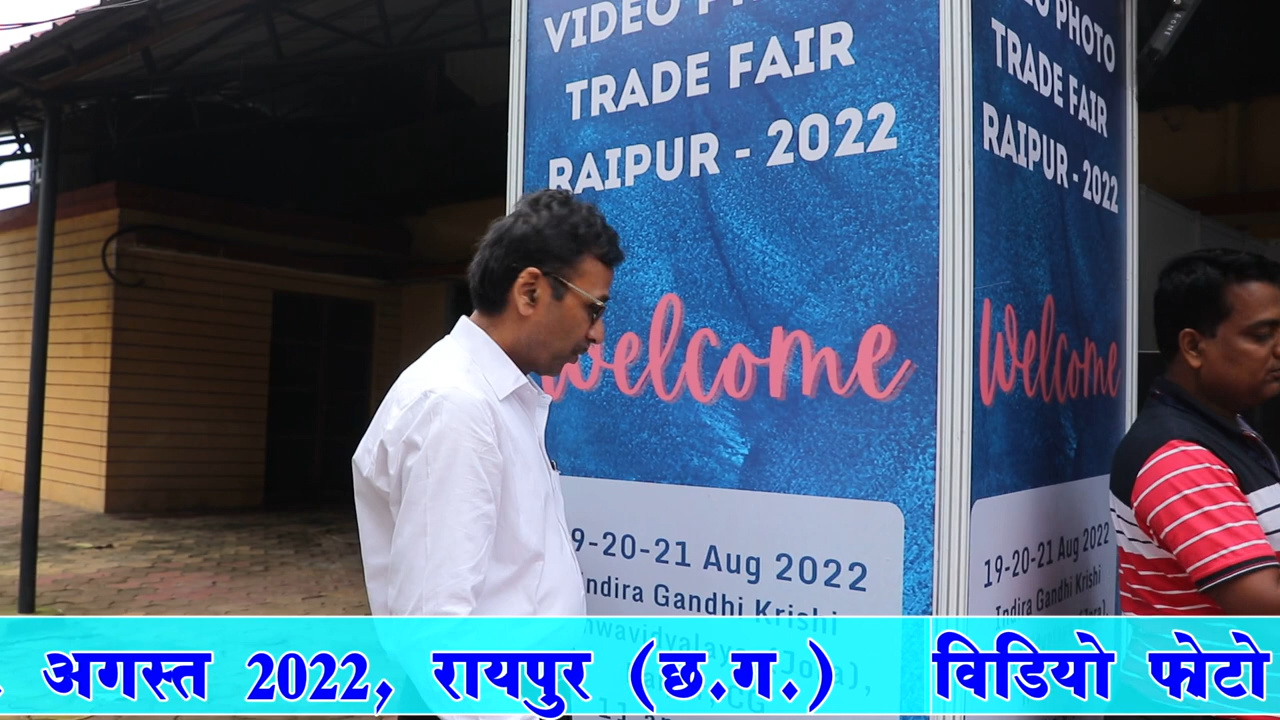 VIDEO
TRADE FAIR
RAIPUR - 2022
Welcome
19-20-21 Aug 2022
Indira Gandhi Krishi
PHOTO
TRADE FAIR
RAIPUR - 2022
Welcome
19-20-21 Aug 2022
Indira Gandhi Krishi
अगस्त 2022, रायपुर (छ.ग.) विडियो फोटो